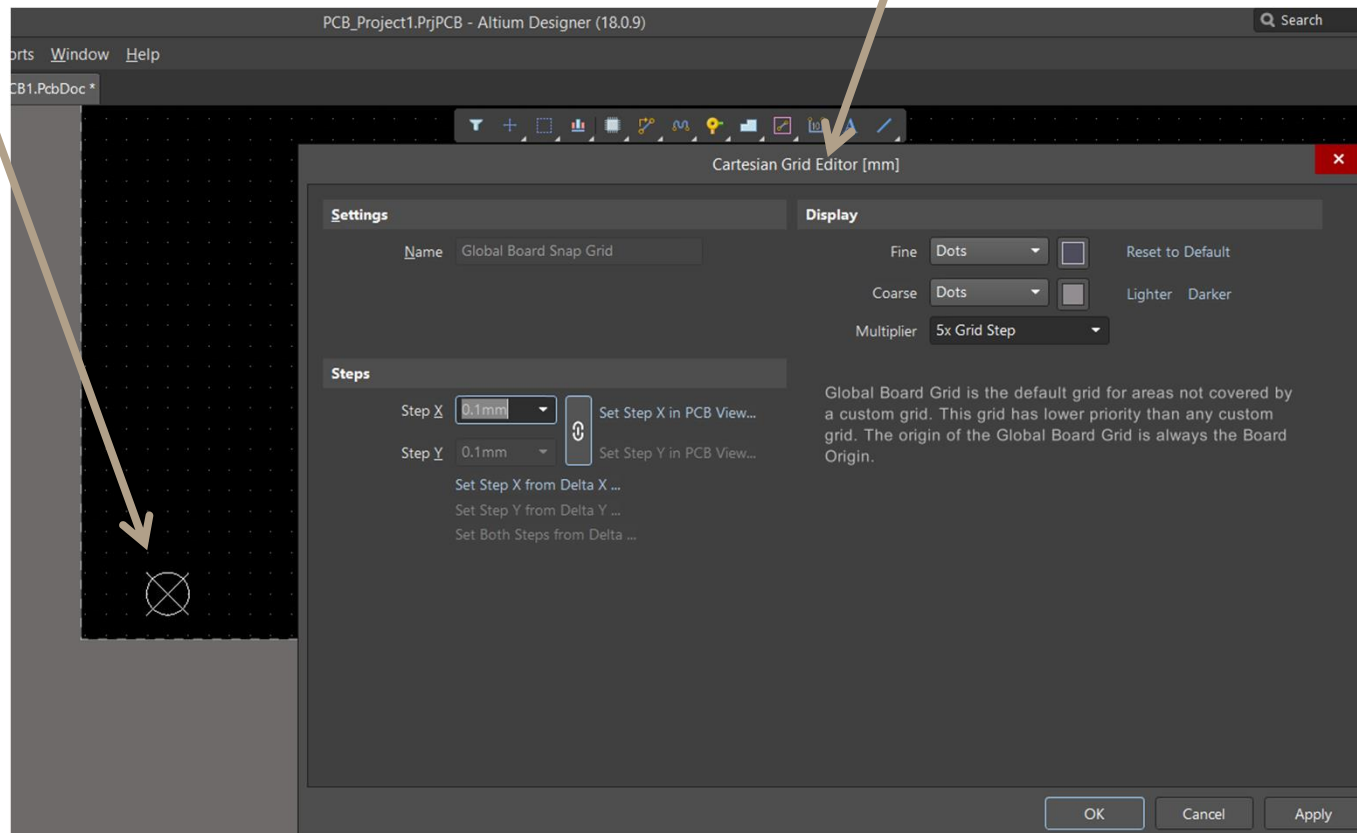 PCB_Project1.PrjPCB - Altium Designer (18.0.9)
Search
orts Window Help
CB1.PcbDoc *
Cartesian Grid Editor [mm]
Settings
Name Global Board Snap Grid
Display
Fine Dots Reset to Default
Coarse Dots Lighter Darker
Multiplier 5x Grid Step
Steps
Step X 0.1mm Set Step X in PCB View...
Step Y 0.1mm Set Step Y in PCB View...
Set Step X from Delta X ...
Set Step Y from Delta Y ...
Set Both Steps from Delta ...
Global Board Grid is the default grid for areas not covered by
a custom grid. This grid has lower priority than any custom
grid. The origin of the Global Board Grid is always the Board
Origin.
OK Cancel Apply